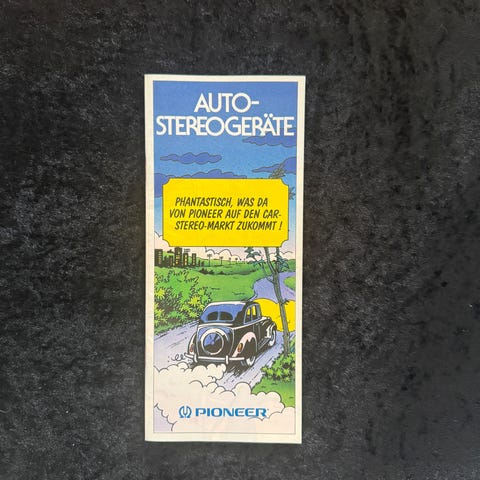 AUTO-
STEREOGERÄTE
PHANTASTISCH, WAS DA
VON PIONEER AUF DEN CAR-
STEREO-MARKT ZUKOMMT !
PIONEER